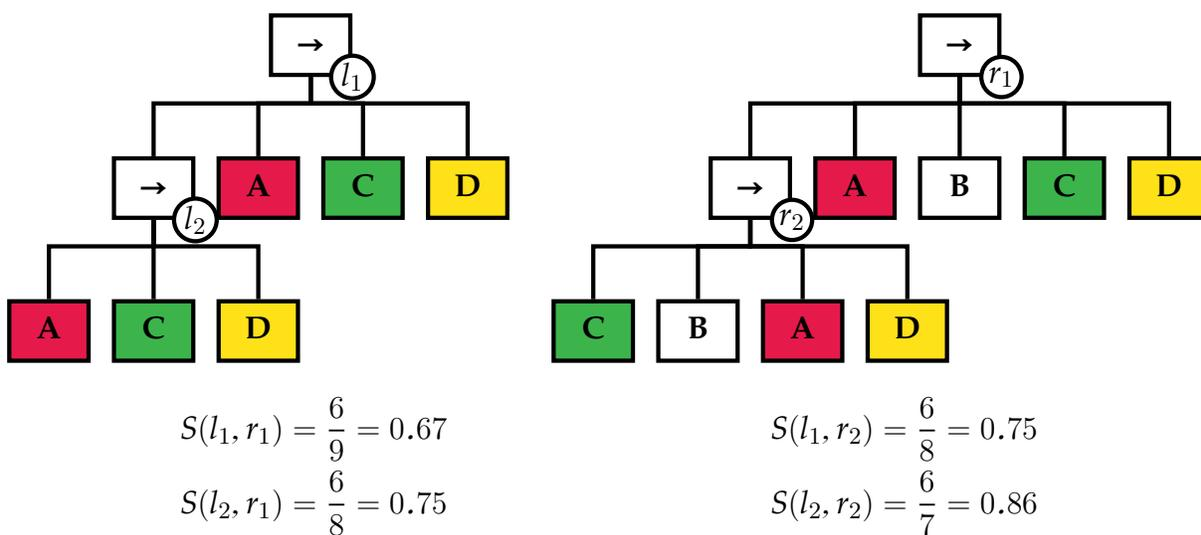 → →
l₁ r₁
→ A C D → A B C D
l₂ r₂
A C D C B A D
S(l₁, r₁) = 6/9 = 0.67 S(l₁, r₂) = 6/8 = 0.75
S(l₂, r₁) = 6/8 = 0.75 S(l₂, r₂) = 6/7 = 0.86